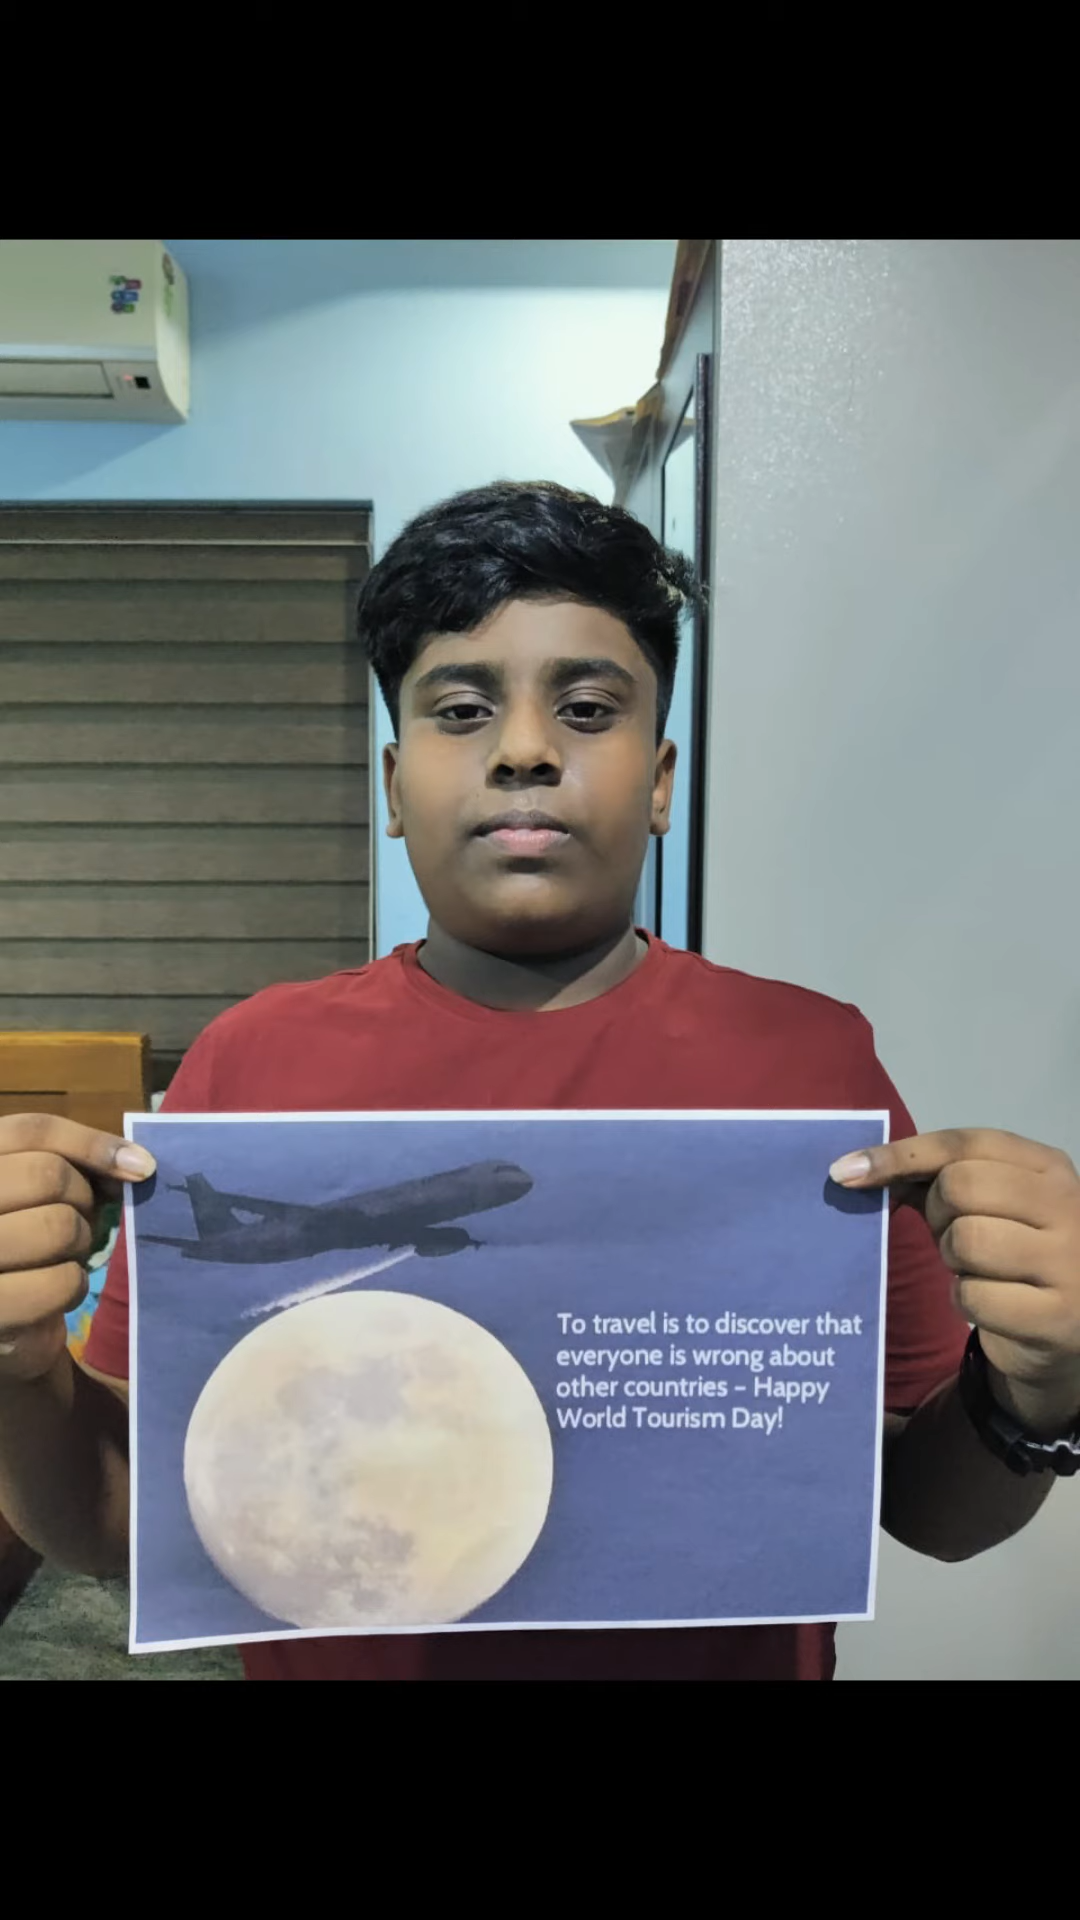 To travel is to discover that
everyone is wrong about
other countries – Happy
World Tourism Day!